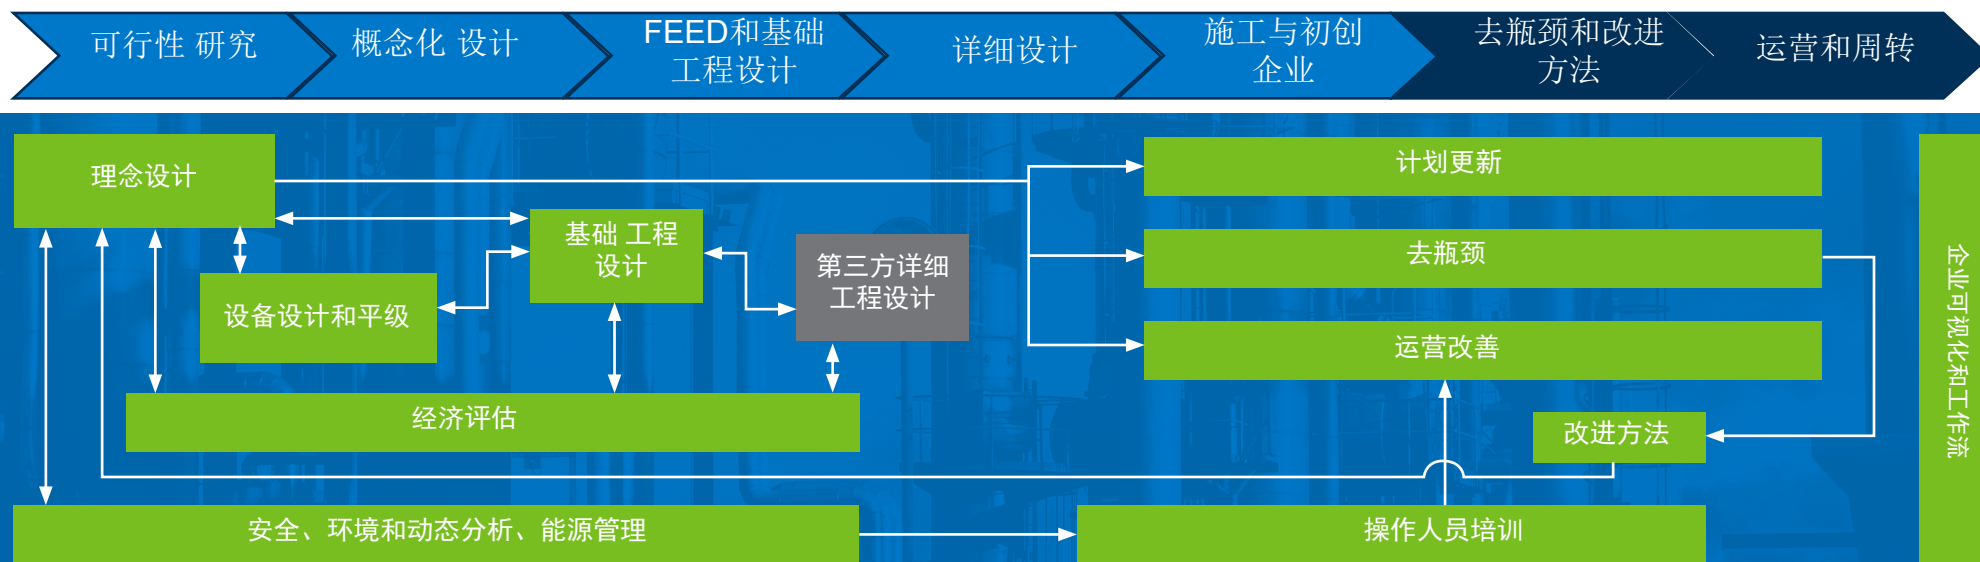 可行性 研究
概念化 设计
FEED和基础
工程设计
详细设计
施工与初创
企业
去瓶颈和改进
方法
运营和周转
理念设计
计划更新
基础 工程
设计
去瓶颈
第三方详细
工程设计
设备设计和平级
运营改善
经济评估
改进方法
安全、环境和动态分析、能源管理
操作人员培训
企业可视化和工作流